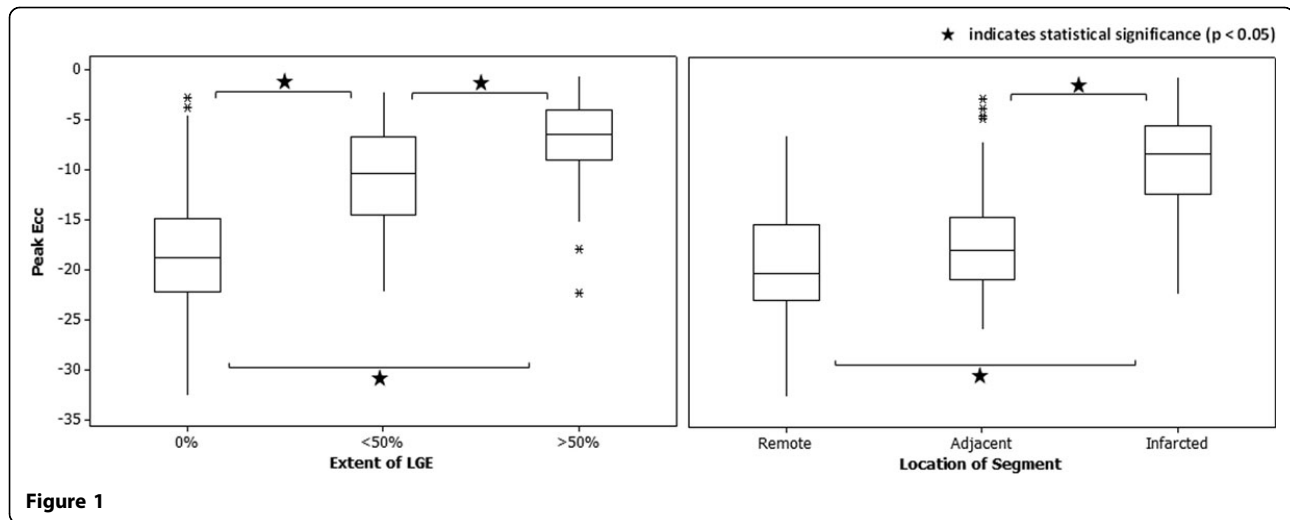 ★ indicates statistical significance (p < 0.05)
Peak Ecc
0
-5
-10
-15
-20
-25
-30
-35
0% <50% >50%
Extent of LGE
Remote Adjacent Infarcted
Location of Segment
Figure 1